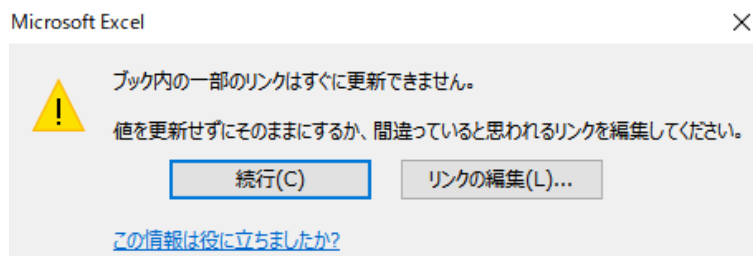 Microsoft Excel
ブック内の一部のリンクはすぐに更新できません。
値を更新せずにそのままにするか、間違っていると思われるリンクを編集してください。
続行(C)
リンクの編集(L)...
この情報は役に立ちましたか?